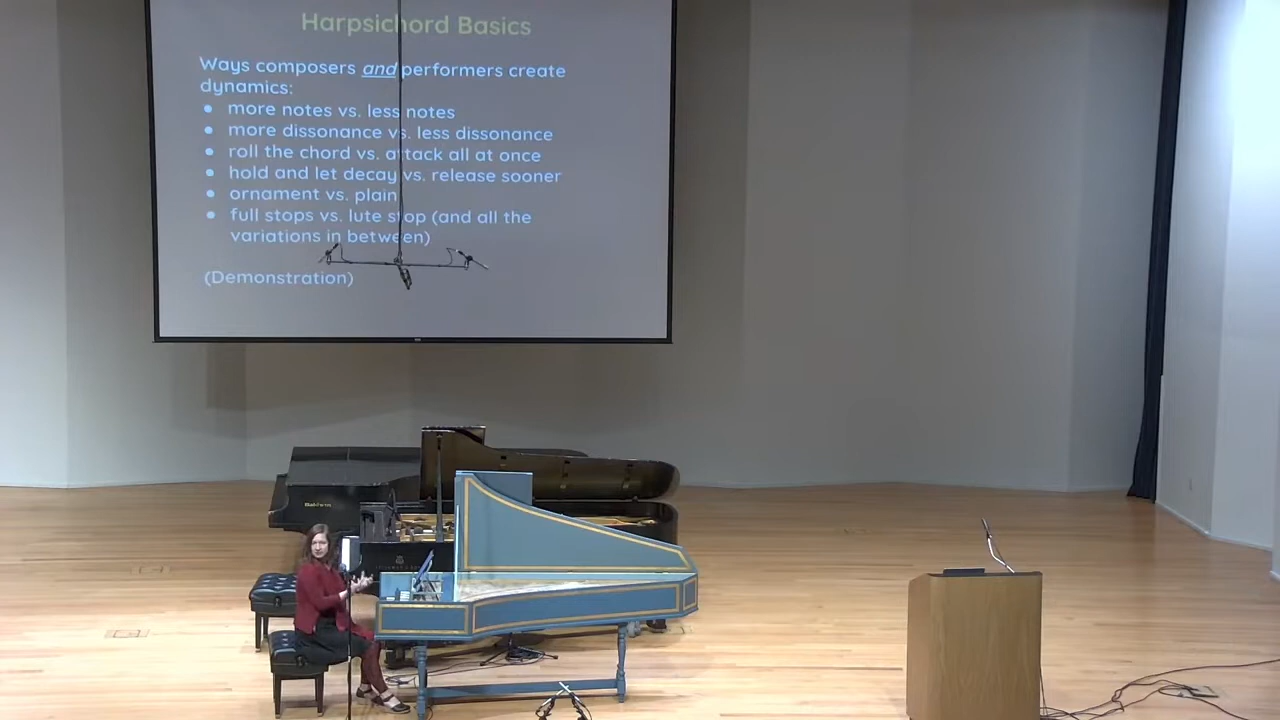 Harpsichord Basics
Ways composers and performers create
dynamics:
• more notes vs. less notes
• more dissonance vs. less dissonance
• roll the chord vs. attack all at once
• hold and let decay vs. release sooner
• ornament vs. plain
• full stops vs. lute stop (and all the
variations in between)
(Demonstration)
Baldwin